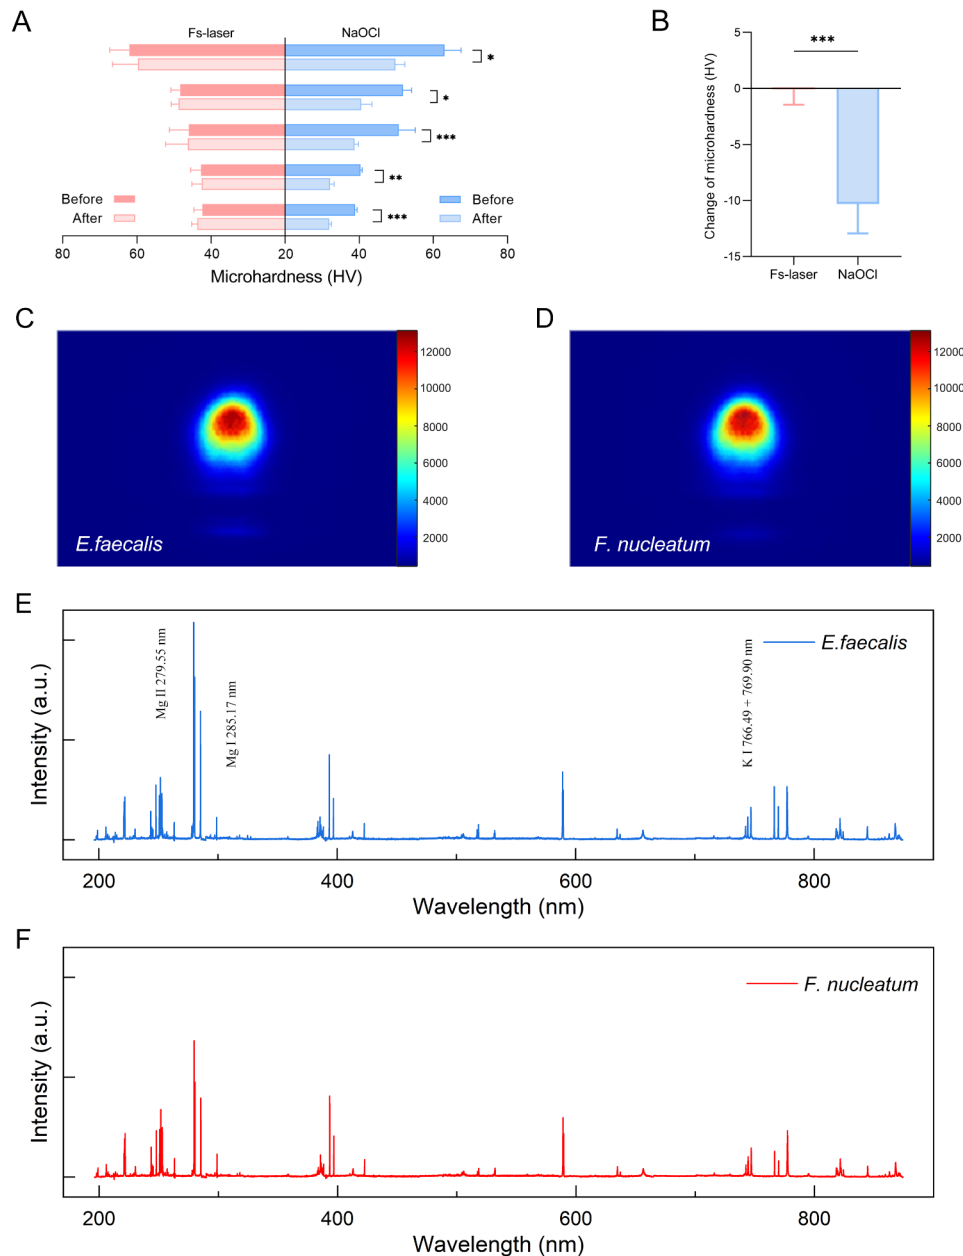 A
Fs-laser
NaOCl
*
*
***
**
***
Before
After
Before
After
80
60
40
20
40
60
80
Microhardness (HV)
B
***
5
0
-5
-10
-15
Change of microhardness (HV)
Fs-laser
NaOCl
C
E.faecalis
12000
10000
8000
6000
4000
2000
D
F. nucleatum
12000
10000
8000
6000
4000
2000
E
Mg II 279.55 nm
Mg I 285.17 nm
K I 766.49 + 769.90 nm
E.faecalis
Intensity (a.u.)
200
400
600
800
Wavelength (nm)
F
F. nucleatum
Intensity (a.u.)
200
400
600
800
Wavelength (nm)